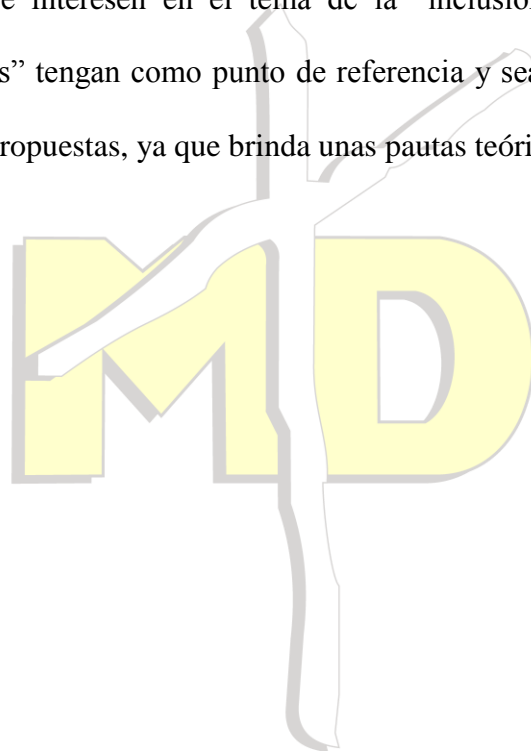 e interesen en el tema de la “inclusión
s” tengan como punto de referencia y sea
ropuestas, ya que brinda unas pautas teóri
MD